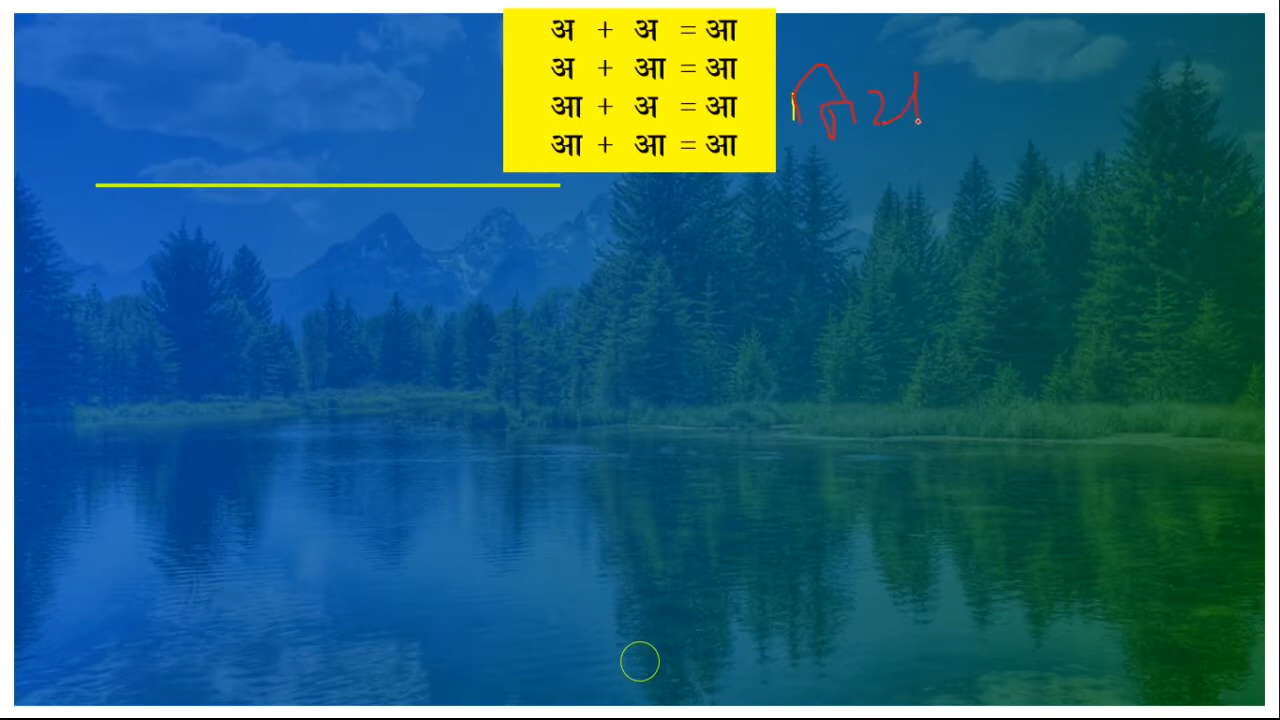 अ + अ = आ
अ + आ = आ
आ + अ = आ
आ + आ = आ